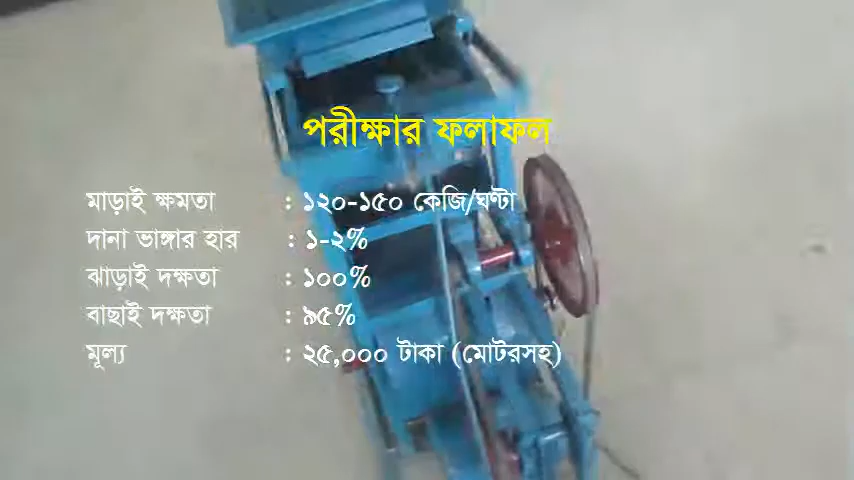 পরীক্ষার ফলাফল
মাড়াই ক্ষমতা : ১২০-১৫০ কেজি/ঘণ্টা
দানা ভাঙ্গার হার : ১-২%
ঝাড়াই দক্ষতা : ১০০%
বাছাই দক্ষতা : ৯৫%
মূল্য : ২৫,০০০ টাকা (মোটরসহ)